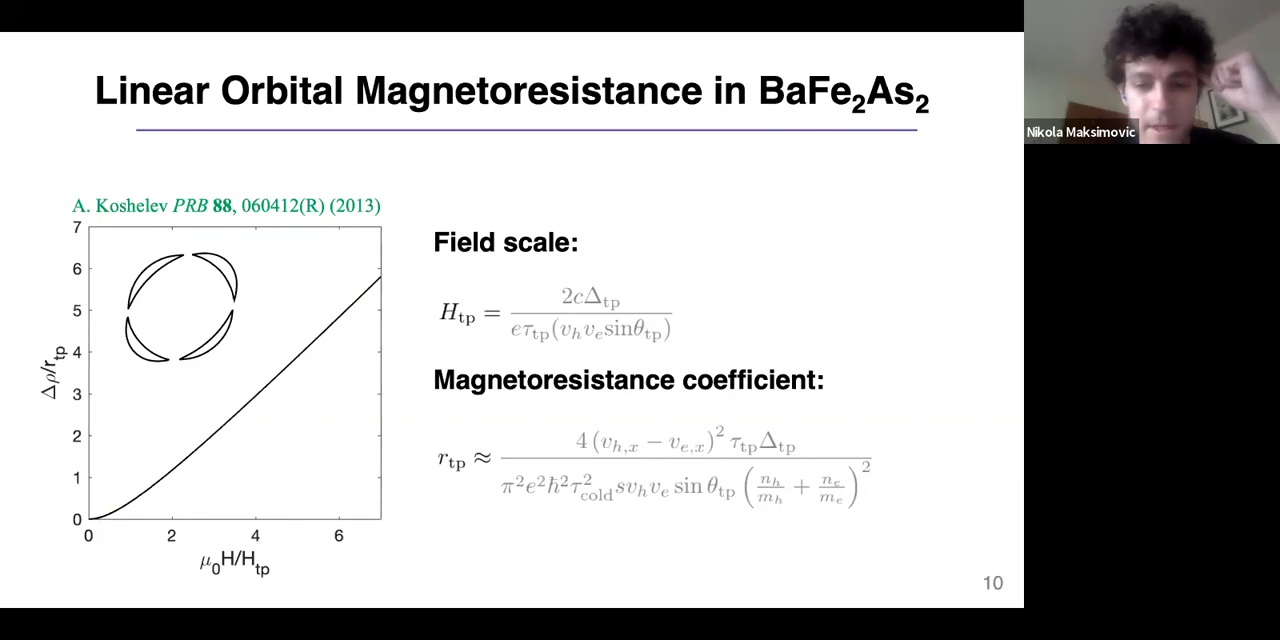 Linear Orbital Magnetoresistance in BaFe₂As₂
Nikola Maksimovic
A. Koshelev PRB 88, 060412(R) (2013)
7
6
5
4
3
2
1
0
Δρ/r_tp
0 2 4 6
μ₀H/H_tp
Field scale:
H_tp = 2cΔ_tp / eτ_tp(v_h v_e sinθ_tp)
Magnetoresistance coefficient:
r_tp ≈ 4 (v_{h,x} − v_{e,x})² τ_tp Δ_tp / π²e²ħ²τ²_cold s v_h v_e sin θ_tp (n_h/m_h + n_e/m_e)²
10